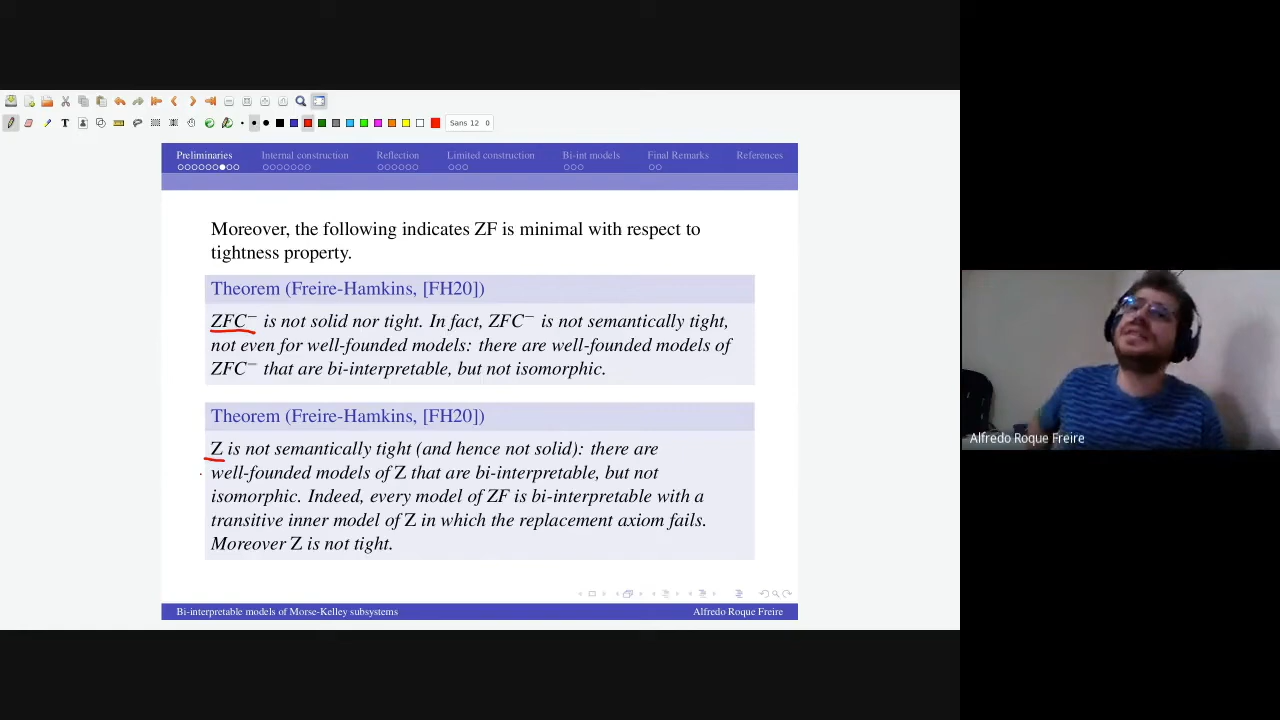 Sans 12 0
Preliminaries Internal construction Reflection Limited construction Bi-int models Final Remarks References
Moreover, the following indicates ZF is minimal with respect to
tightness property.
Theorem (Freire-Hamkins, [FH20])
ZFC⁻ is not solid nor tight. In fact, ZFC⁻ is not semantically tight,
not even for well-founded models: there are well-founded models of
ZFC⁻ that are bi-interpretable, but not isomorphic.
Theorem (Freire-Hamkins, [FH20])
Z is not semantically tight (and hence not solid): there are
well-founded models of Z that are bi-interpretable, but not
isomorphic. Indeed, every model of ZF is bi-interpretable with a
transitive inner model of Z in which the replacement axiom fails.
Moreover Z is not tight.
Bi-interpretable models of Morse-Kelley subsystems Alfredo Roque Freire
Alfredo Roque Freire